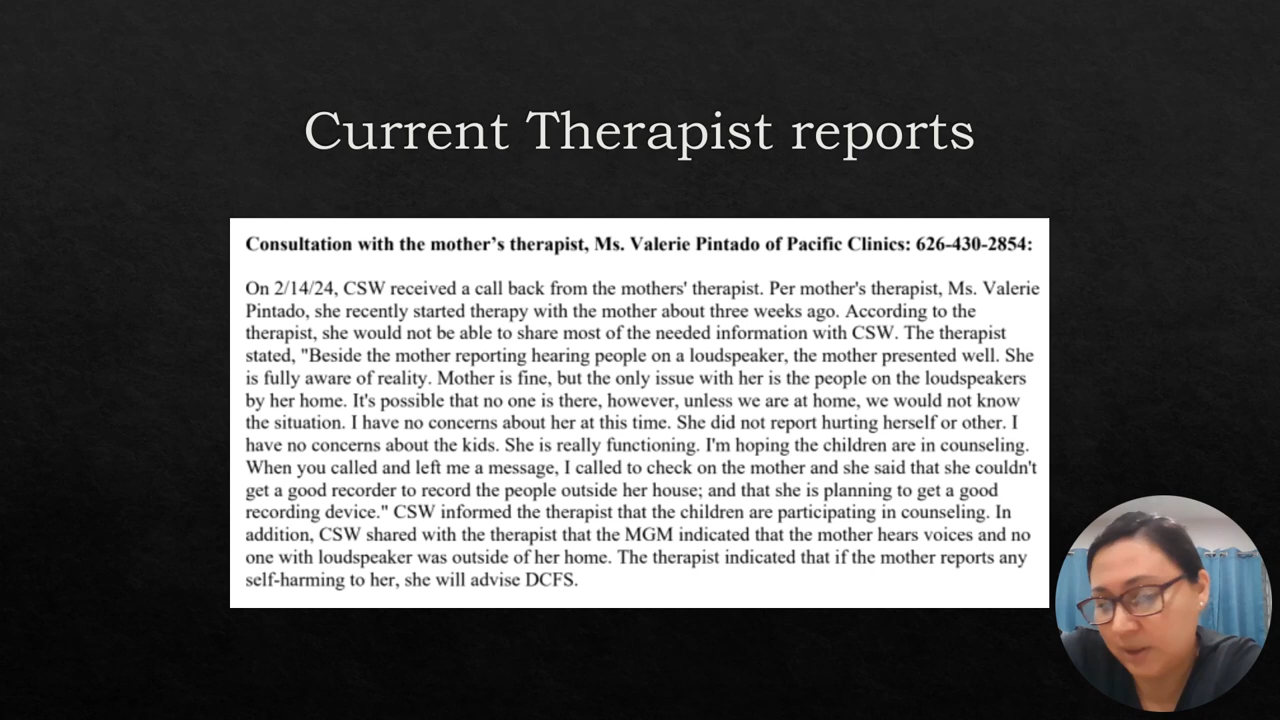 Current Therapist reports
Consultation with the mother's therapist, Ms. Valerie Pintado of Pacific Clinics: 626-430-2854:
On 2/14/24, CSW received a call back from the mothers' therapist. Per mother's therapist, Ms. Valerie
Pintado, she recently started therapy with the mother about three weeks ago. According to the
therapist, she would not be able to share most of the needed information with CSW. The therapist
stated, "Beside the mother reporting hearing people on a loudspeaker, the mother presented well. She
is fully aware of reality. Mother is fine, but the only issue with her is the people on the loudspeakers
by her home. It's possible that no one is there, however, unless we are at home, we would not know
the situation. I have no concerns about her at this time. She did not report hurting herself or other. I
have no concerns about the kids. She is really functioning. I'm hoping the children are in counseling.
When you called and left me a message, I called to check on the mother and she said that she couldn't
get a good recorder to record the people outside her house; and that she is planning to get a good
recording device." CSW informed the therapist that the children are participating in counseling. In
addition, CSW shared with the therapist that the MGM indicated that the mother hears voices and no
one with loudspeaker was outside of her home. The therapist indicated that if the mother reports any
self-harming to her, she will advise DCFS.